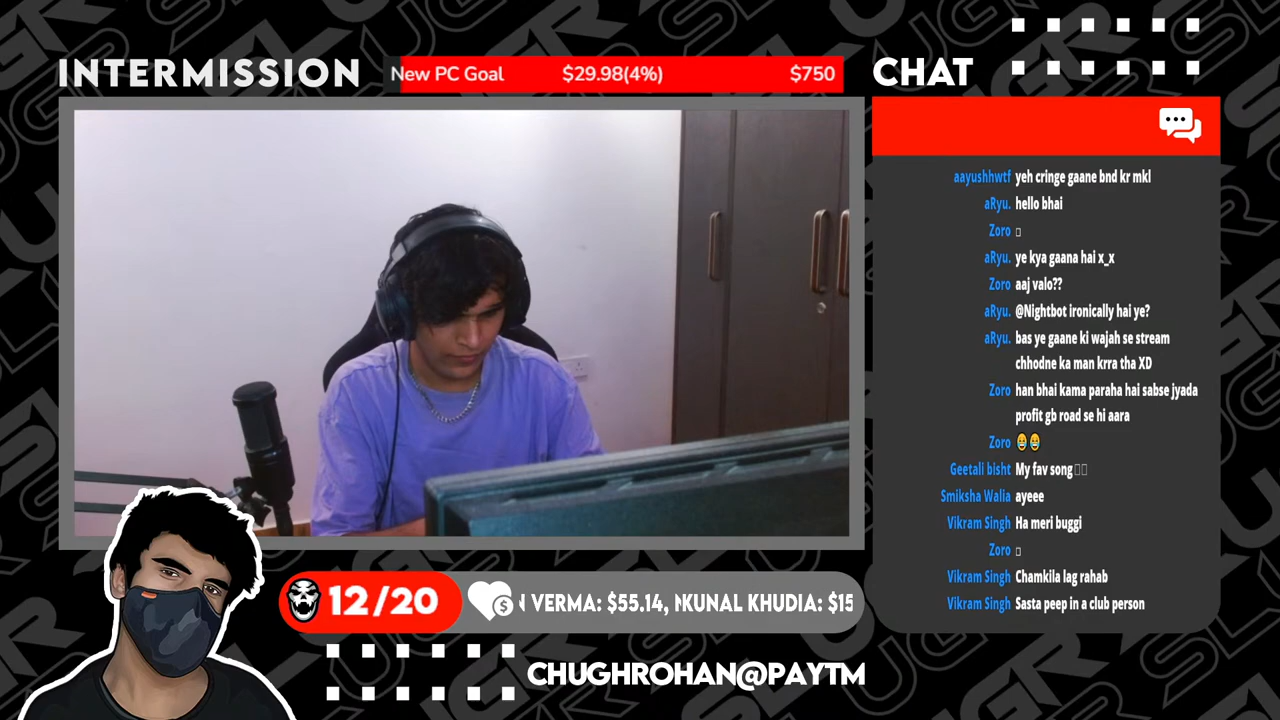 INTERMISSION
New PC Goal $29.98(4%) $750
CHAT
aayushhwtf yeh cringe gaane bnd kr mkl
aRyu. hello bhai
Zoro
aRyu. ye kya gaana hai x_x
Zoro aaj valo??
aRyu. @Nightbot ironically hai ye?
aRyu. bas ye gaane ki wajah se stream
chhodne ka man krra tha XD
Zoro han bhai kama paraha hai sabse jyada
profit gb road se hi aara
Zoro 😂😂
Geetali bisht My fav song
Smiksha Walia ayeee
Vikram Singh Ha meri buggi
Zoro
Vikram Singh Chamkila lag rahab
Vikram Singh Sasta peep in a club person
12/20
VERMA: $55.14, KUNAL KHUDIA: $15
CHUGHROHAN@PAYTM